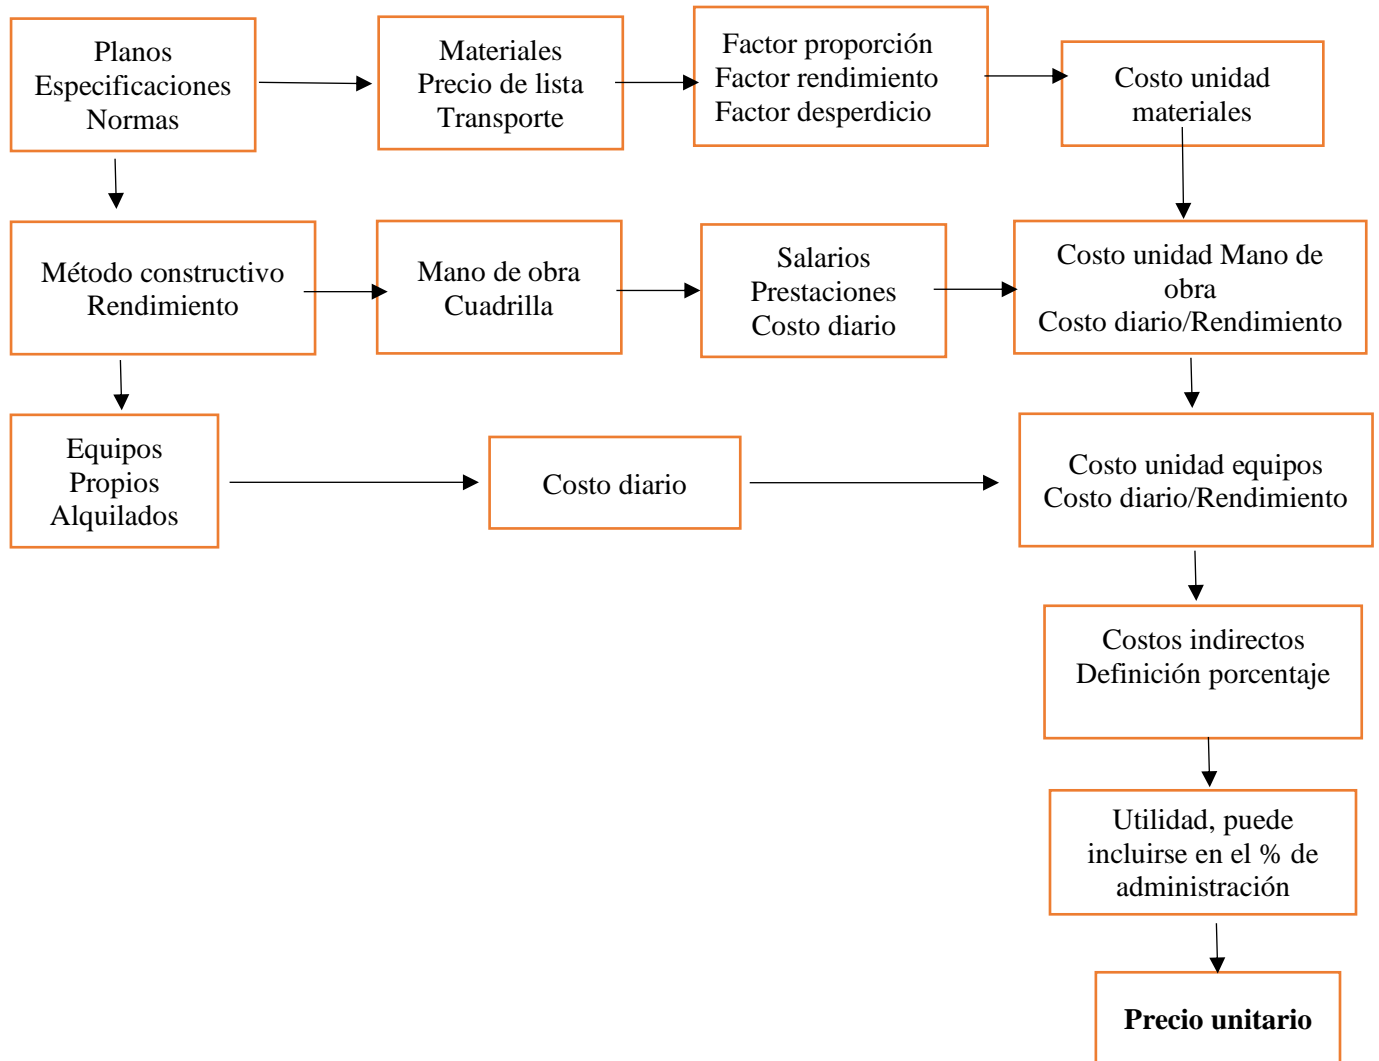 Planos
Especificaciones
Normas
Materiales
Precio de lista
Transporte
Factor proporción
Factor rendimiento
Factor desperdicio
Costo unidad
materiales
Método constructivo
Rendimiento
Mano de obra
Cuadrilla
Salarios
Prestaciones
Costo diario
Costo unidad Mano de
obra
Costo diario/Rendimiento
Equipos
Propios
Alquilados
Costo diario
Costo unidad equipos
Costo diario/Rendimiento
Costos indirectos
Definición porcentaje
Utilidad, puede
incluirse en el % de
administración
Precio unitario